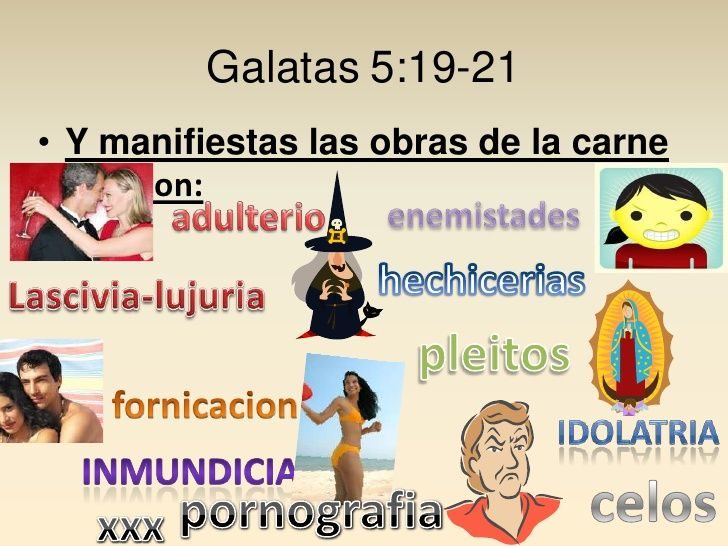 Galatas 5:19-21
• Y manifiestas las obras de la carne
on:
adulterio
enemistades
hechicerias
Lascivia-lujuria
pleitos
fornicacion
IDOLATRIA
INMUNDICIA
celos
xxx pornografia